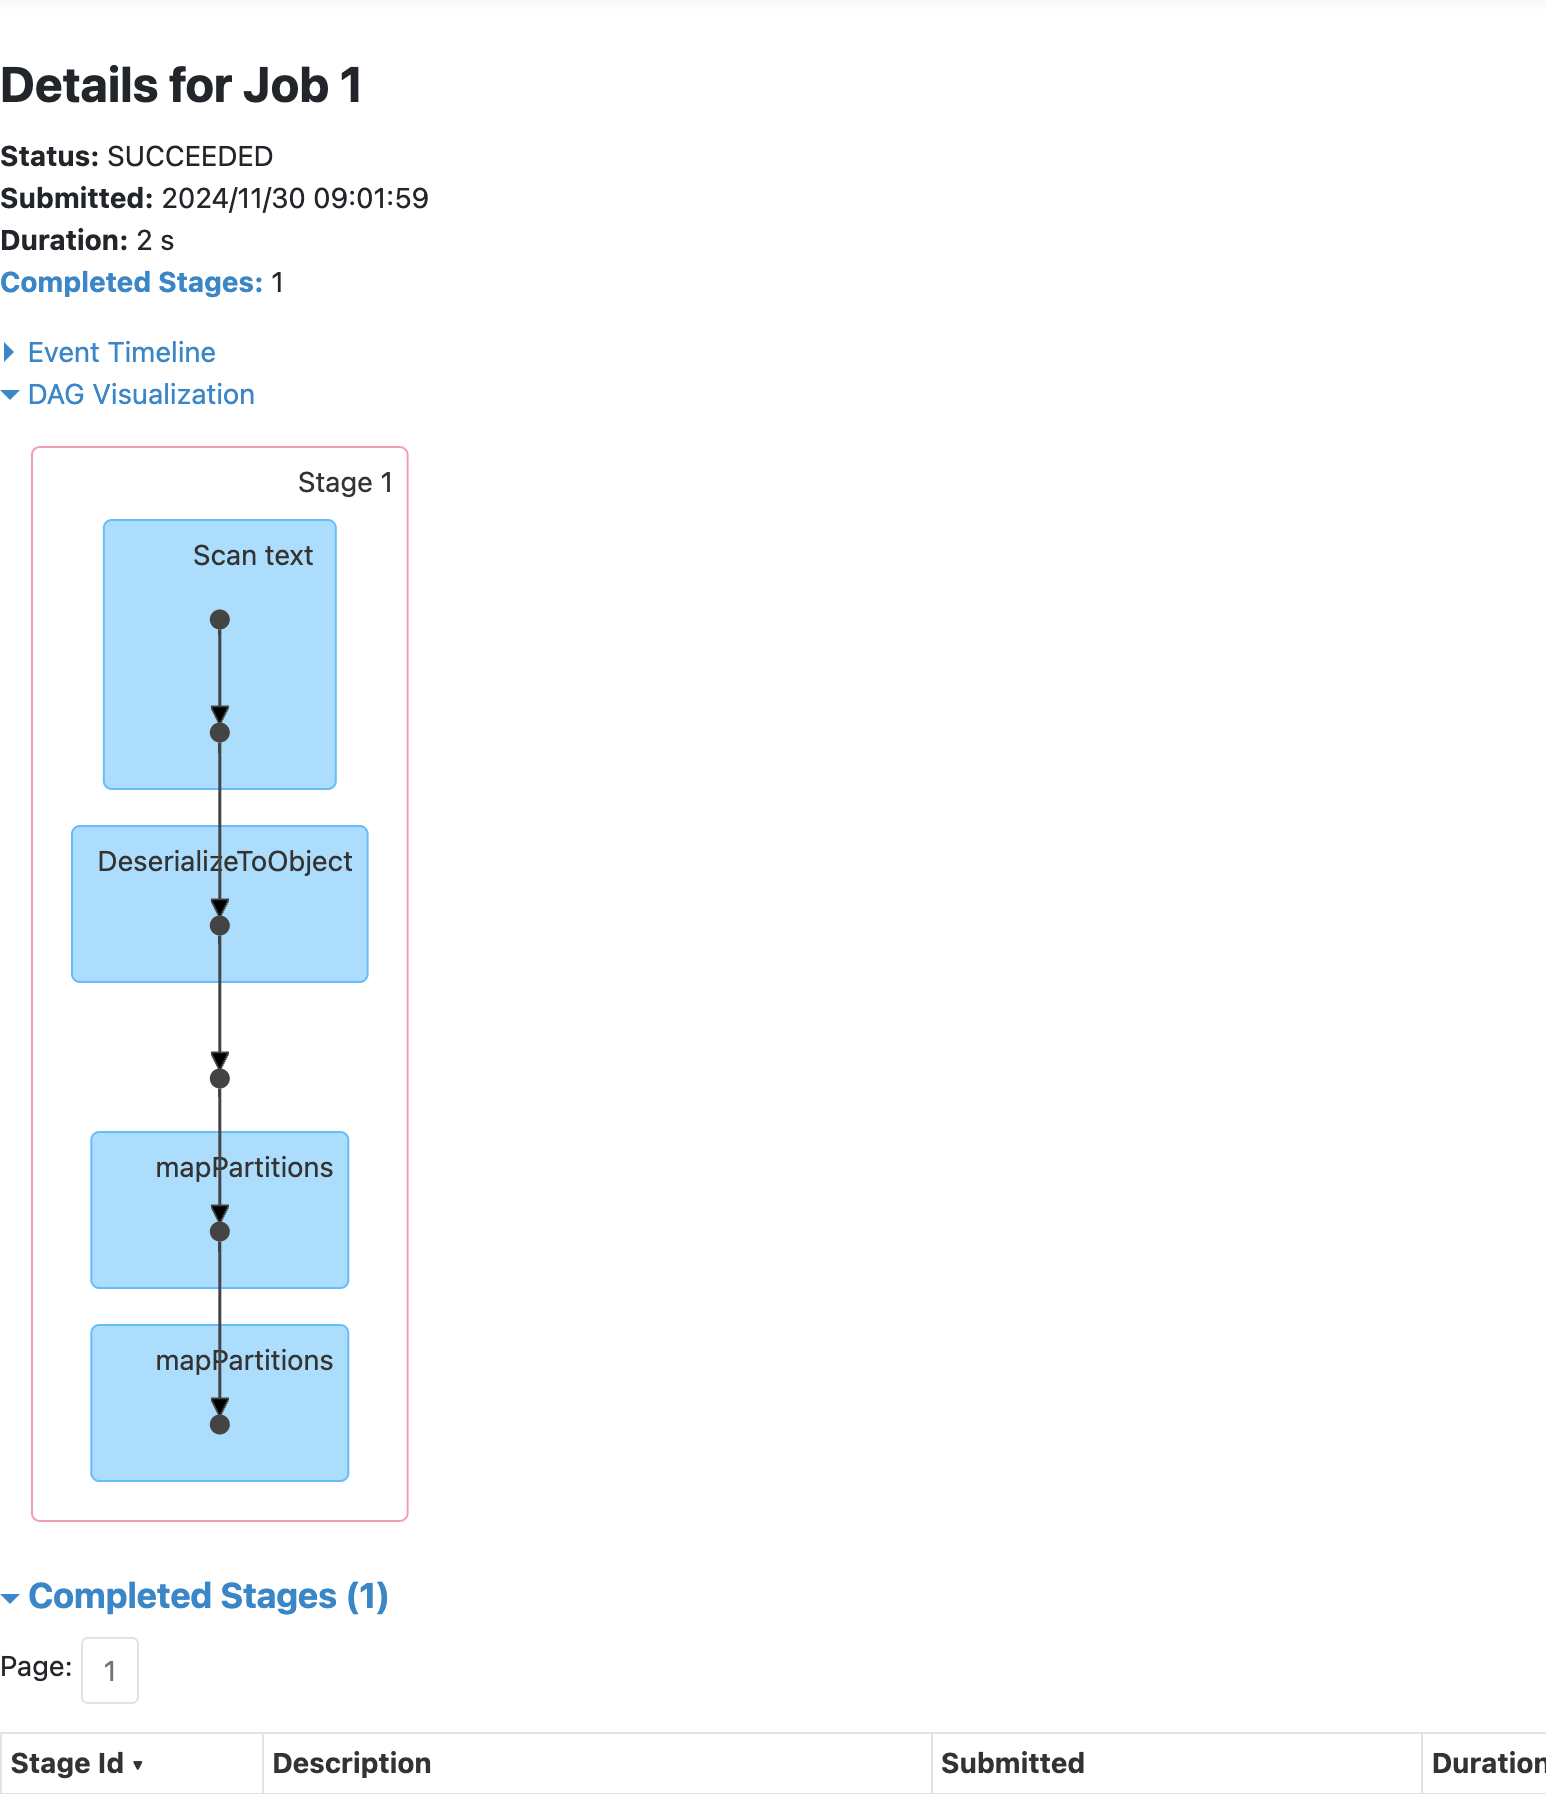 Details for Job 1
Status: SUCCEEDED
Submitted: 2024/11/30 09:01:59
Duration: 2 s
Completed Stages: 1
Event Timeline
DAG Visualization
Stage 1
Scan text
DeserializeToObject
mapPartitions
mapPartitions
Completed Stages (1)
Page: 1
Stage Id ▾ Description Submitted Duration